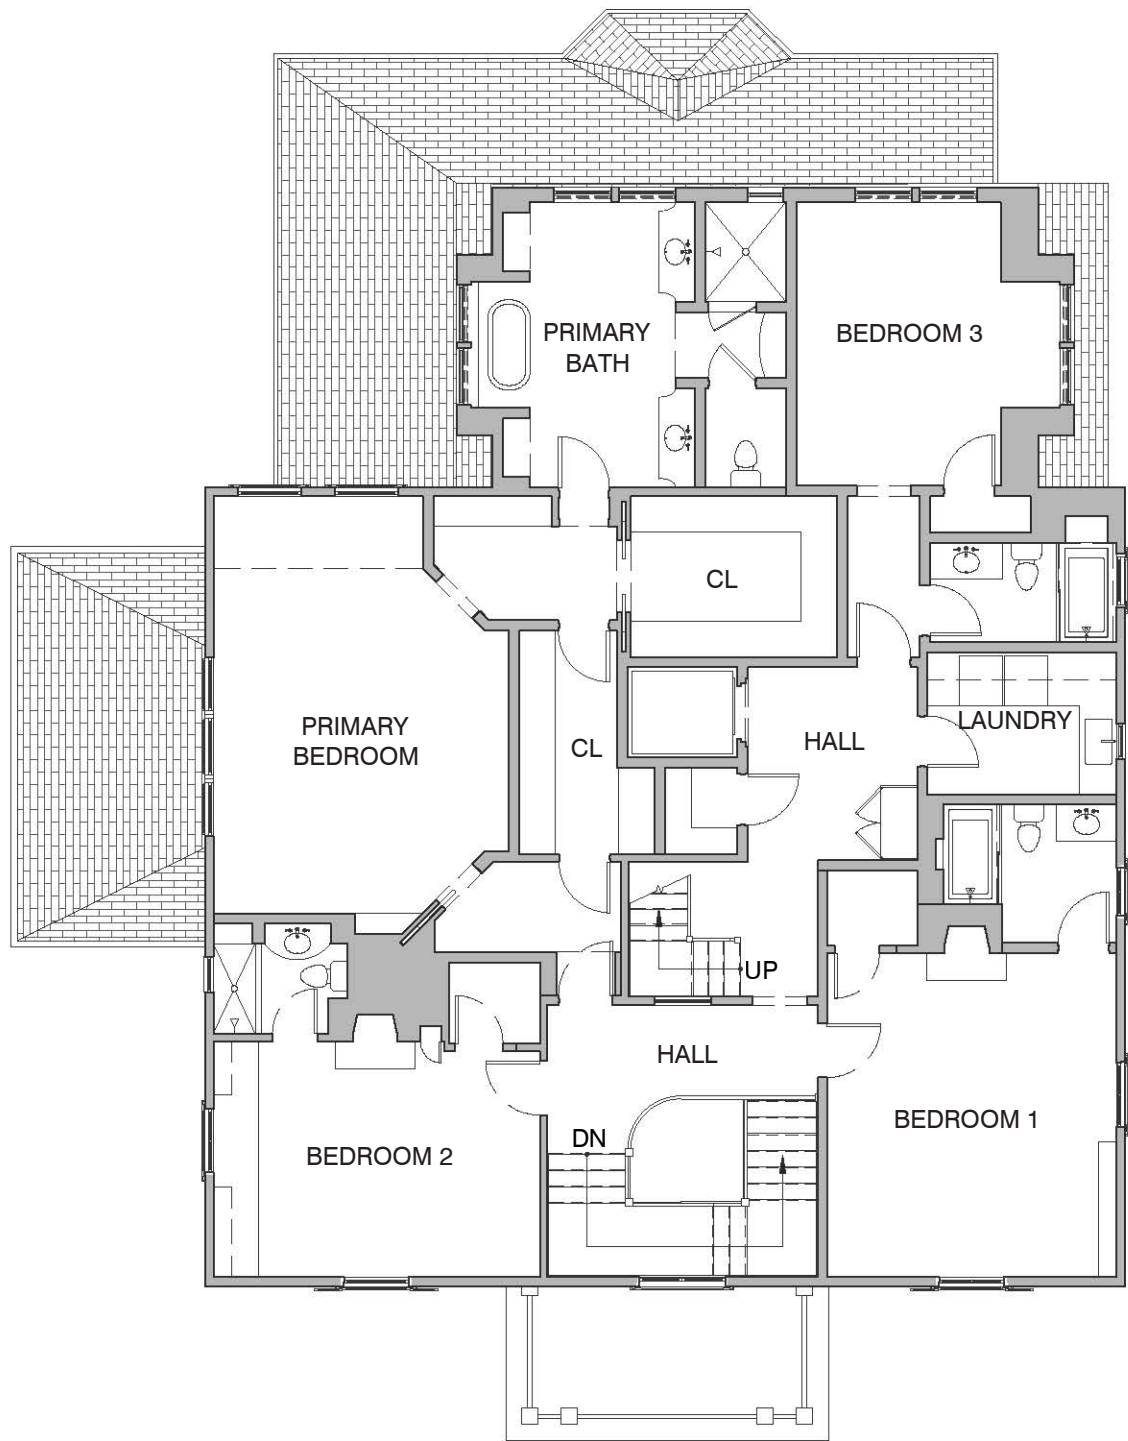 PRIMARY
BATH
BEDROOM 3
CL
PRIMARY
BEDROOM
CL
HALL
LAUNDRY
UP
HALL
BEDROOM 1
DN
BEDROOM 2